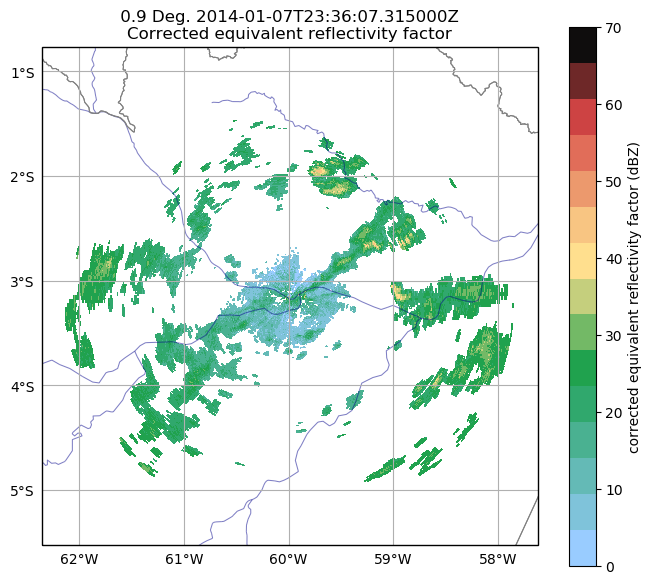 0.9 Deg. 2014-01-07T23:36:07.315000Z
Corrected equivalent reflectivity factor
1°S
2°S
3°S
4°S
5°S
62°W
61°W
60°W
59°W
58°W
70
60
50
40
30
20
10
0
corrected equivalent reflectivity factor (dBZ)